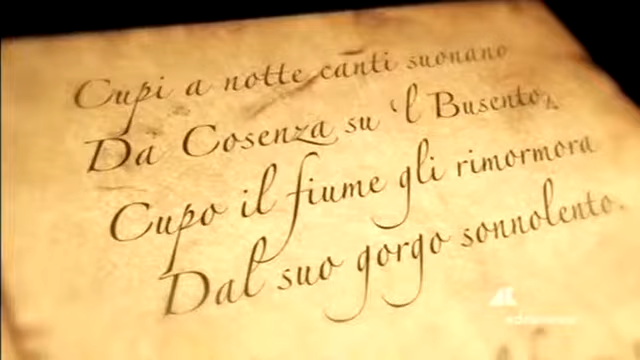 Cupi a notte canti suonano
Da Cosenza su 'l Busento,
Cupo il fiume gli rimormora
Dal suo gorgo sonnolento.